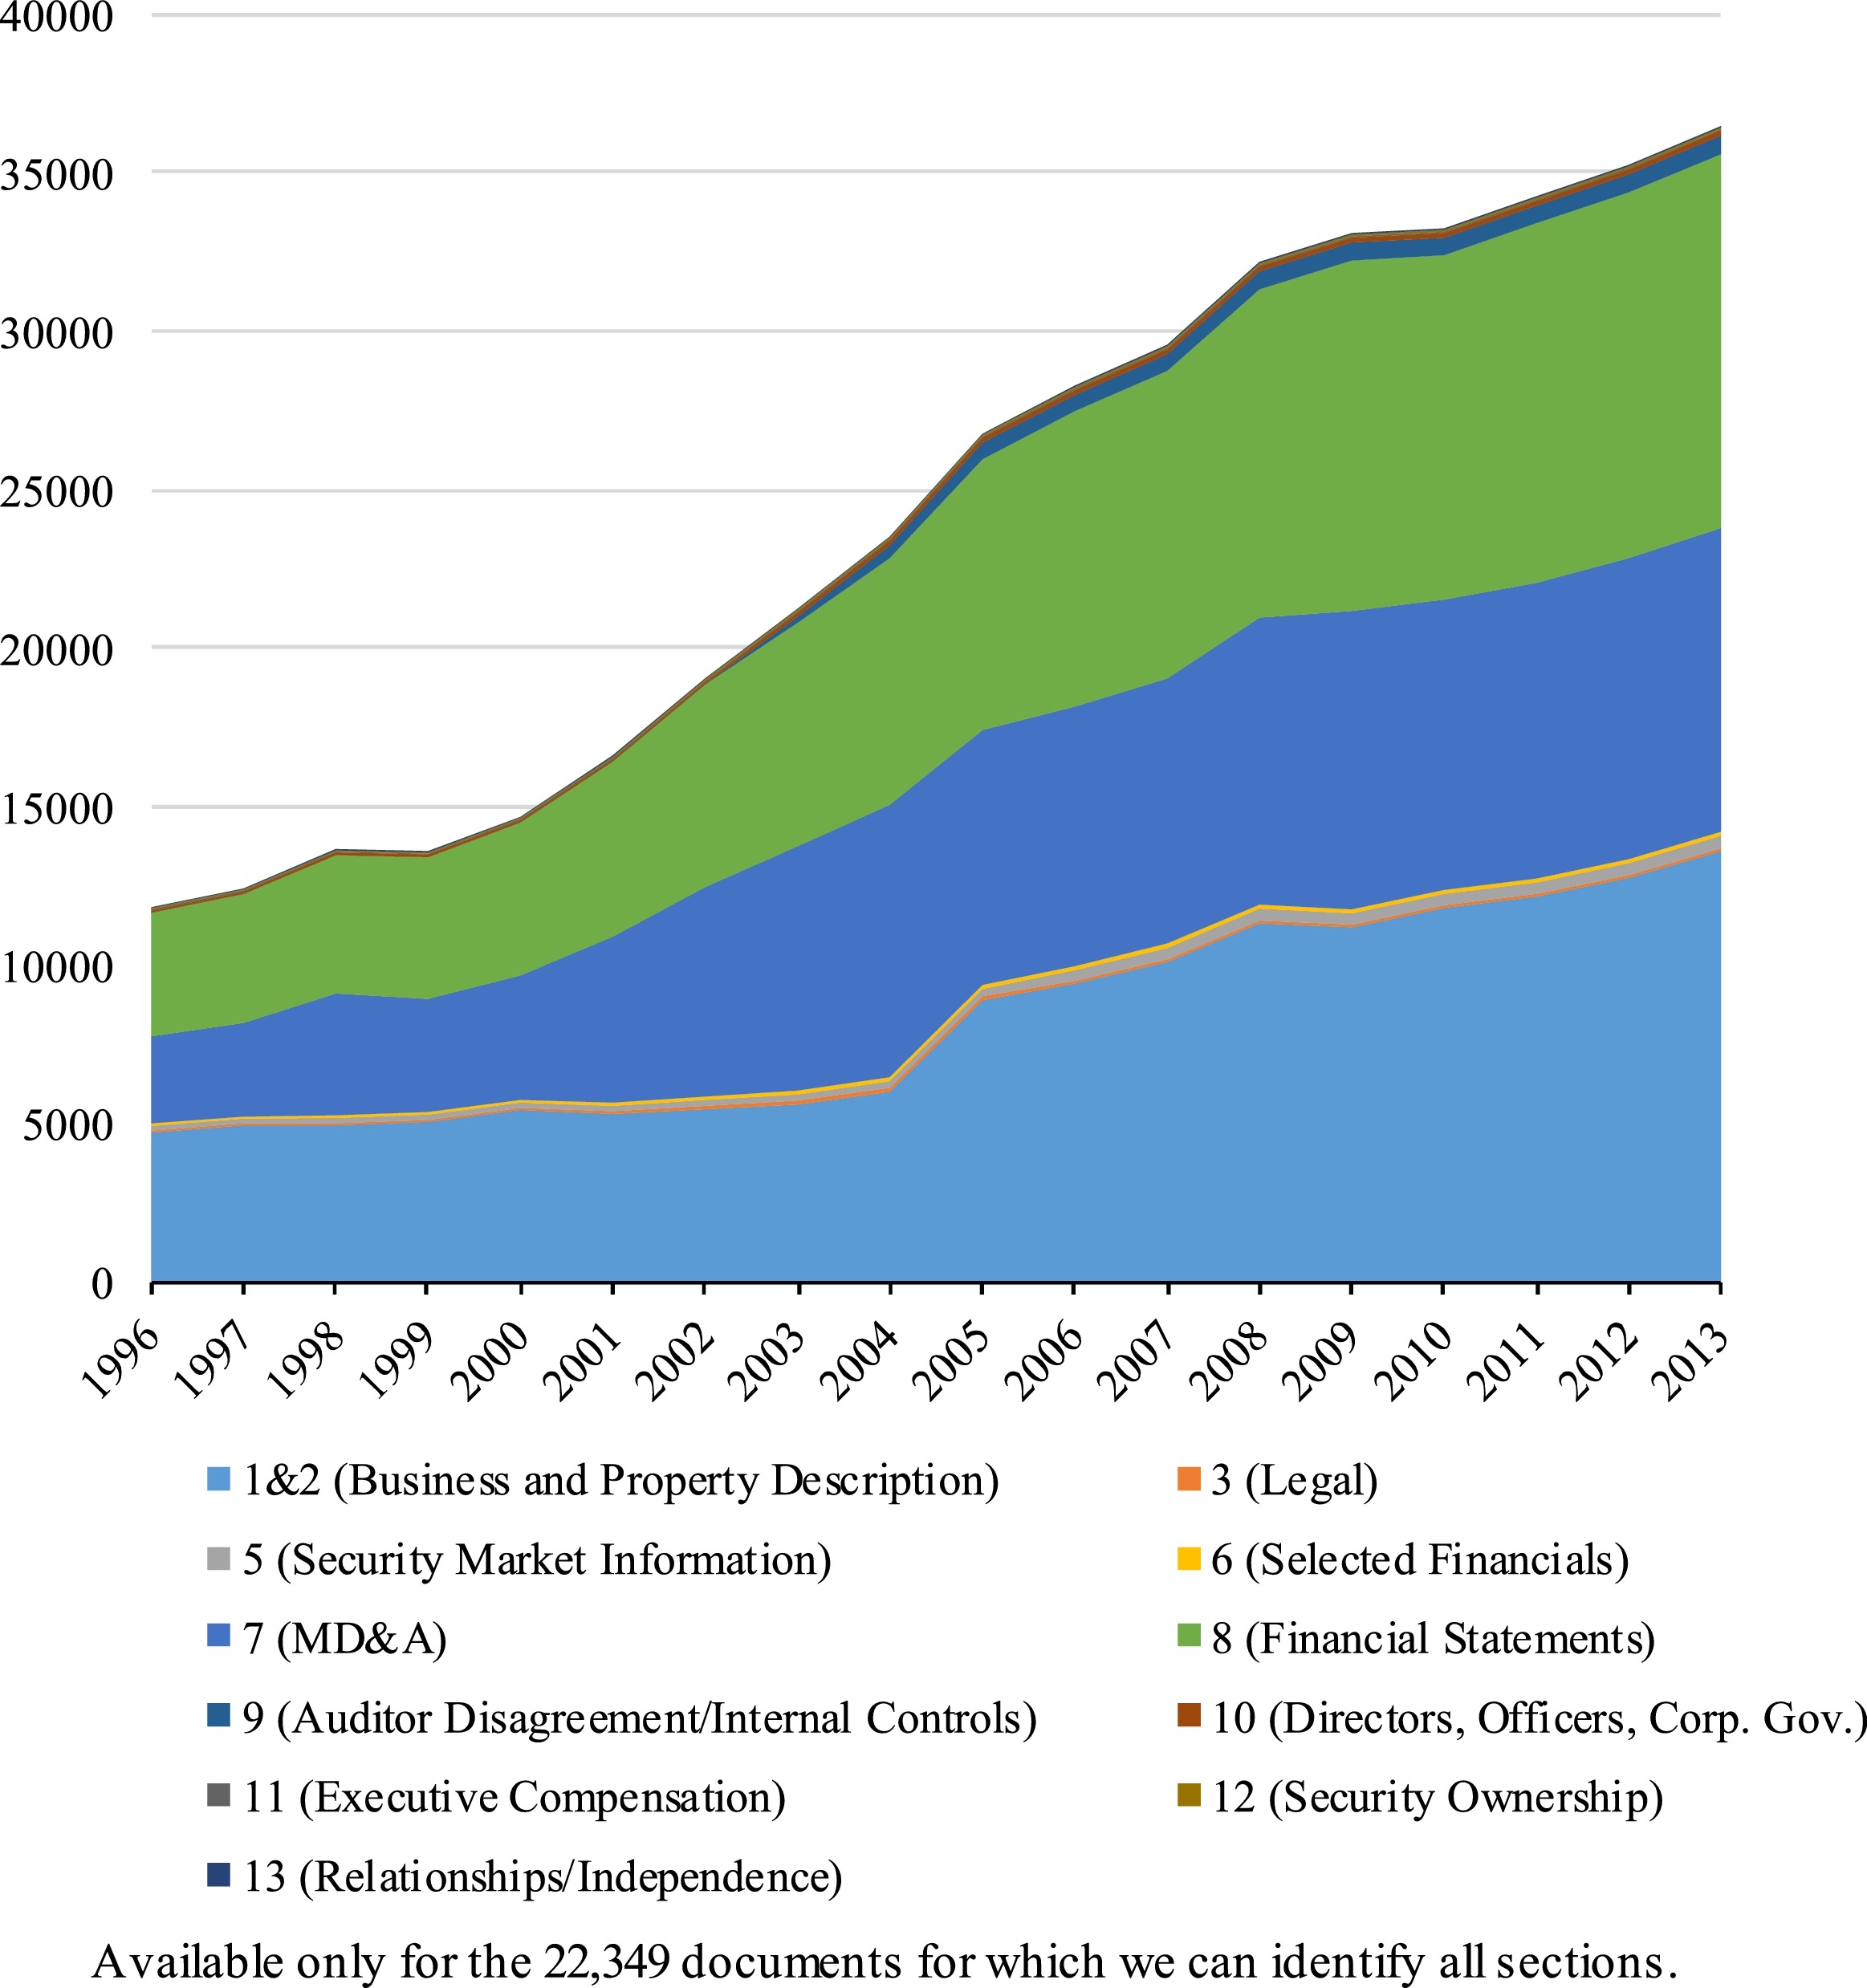 40000
35000
30000
25000
20000
15000
10000
5000
0
1996 1997 1998 1999 2000 2001 2002 2003 2004 2005 2006 2007 2008 2009 2010 2011 2012 2013
1&2 (Business and Property Description) 3 (Legal)
5 (Security Market Information) 6 (Selected Financials)
7 (MD&A) 8 (Financial Statements)
9 (Auditor Disagreement/Internal Controls) 10 (Directors, Officers, Corp. Gov.)
11 (Executive Compensation) 12 (Security Ownership)
13 (Relationships/Independence)
Available only for the 22,349 documents for which we can identify all sections.